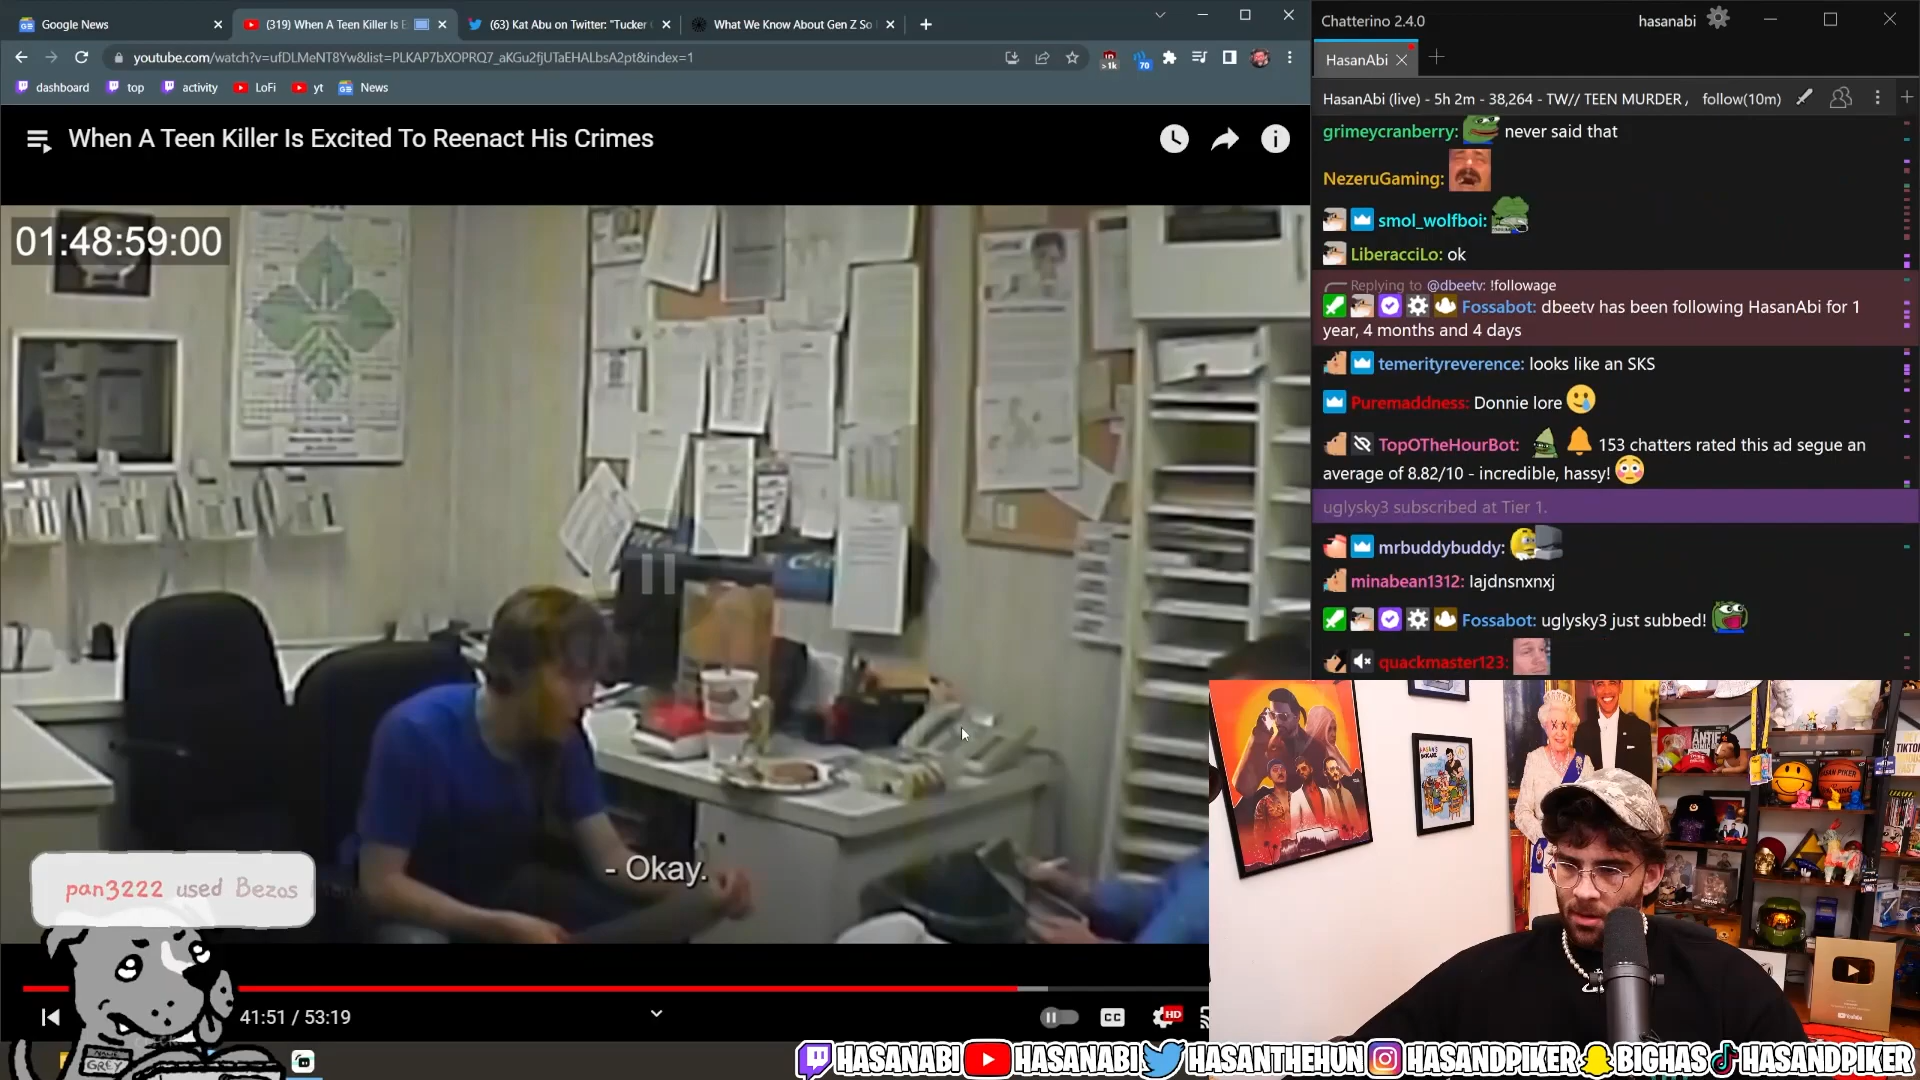 Google News
(319) When A Teen Killer Is E
(63) Kat Abu on Twitter: "Tucker C
What We Know About Gen Z So
youtube.com/watch?v=ufDLMeNT8Yw&list=PLKAP7bXOPRQ7_aKGu2fjUTaEHALbsA2pt&index=1
>1k
70
dashboard
top
activity
LoFi
yt
News
When A Teen Killer Is Excited To Reenact His Crimes
01:48:59:00
- Okay.
pan3222 used Bezos
GREY
41:51 / 53:19
CC
HD
Chatterino 2.4.0
hasanabi
HasanAbi
HasanAbi (live) - 5h 2m - 38,264 - TW// TEEN MURDER ,
follow(10m)
grimeycranberry: never said that
NezeruGaming:
smol_wolfboi:
LiberacciLo: ok
Replying to @dbeetv: !followage
Fossabot: dbeetv has been following HasanAbi for 1
year, 4 months and 4 days
temerityreverence: looks like an SKS
Puremaddness: Donnie lore
TopOTheHourBot: 153 chatters rated this ad segue an
average of 8.82/10 - incredible, hassy!
uglysky3 subscribed at Tier 1.
mrbuddybuddy:
minabean1312: lajdnsnxnxj
Fossabot: uglysky3 just subbed!
quackmaster123:
HASANABI
HASANABI
HASANTHEHUN
HASANDPIKER
BIGHAS
HASANDPIKER